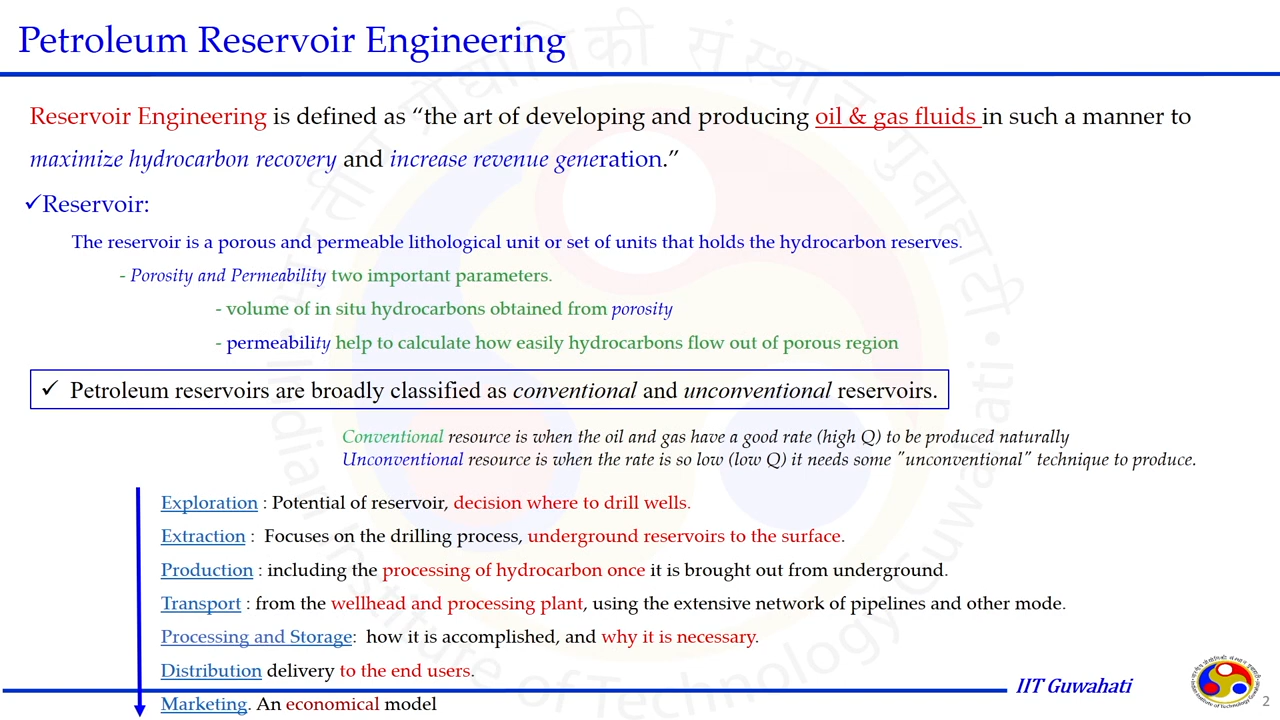 Petroleum Reservoir Engineering
Reservoir Engineering is defined as “the art of developing and producing oil & gas fluids in such a manner to
maximize hydrocarbon recovery and increase revenue generation.”
✓Reservoir:
The reservoir is a porous and permeable lithological unit or set of units that holds the hydrocarbon reserves.
- Porosity and Permeability two important parameters.
- volume of in situ hydrocarbons obtained from porosity
- permeability help to calculate how easily hydrocarbons flow out of porous region
✓ Petroleum reservoirs are broadly classified as conventional and unconventional reservoirs.
Conventional resource is when the oil and gas have a good rate (high Q) to be produced naturally
Unconventional resource is when the rate is so low (low Q) it needs some "unconventional" technique to produce.
Exploration : Potential of reservoir, decision where to drill wells.
Extraction : Focuses on the drilling process, underground reservoirs to the surface.
Production : including the processing of hydrocarbon once it is brought out from underground.
Transport : from the wellhead and processing plant, using the extensive network of pipelines and other mode.
Processing and Storage: how it is accomplished, and why it is necessary.
Distribution delivery to the end users.
Marketing. An economical model
IIT Guwahati
2
Indian Institute of Technology Guwahati